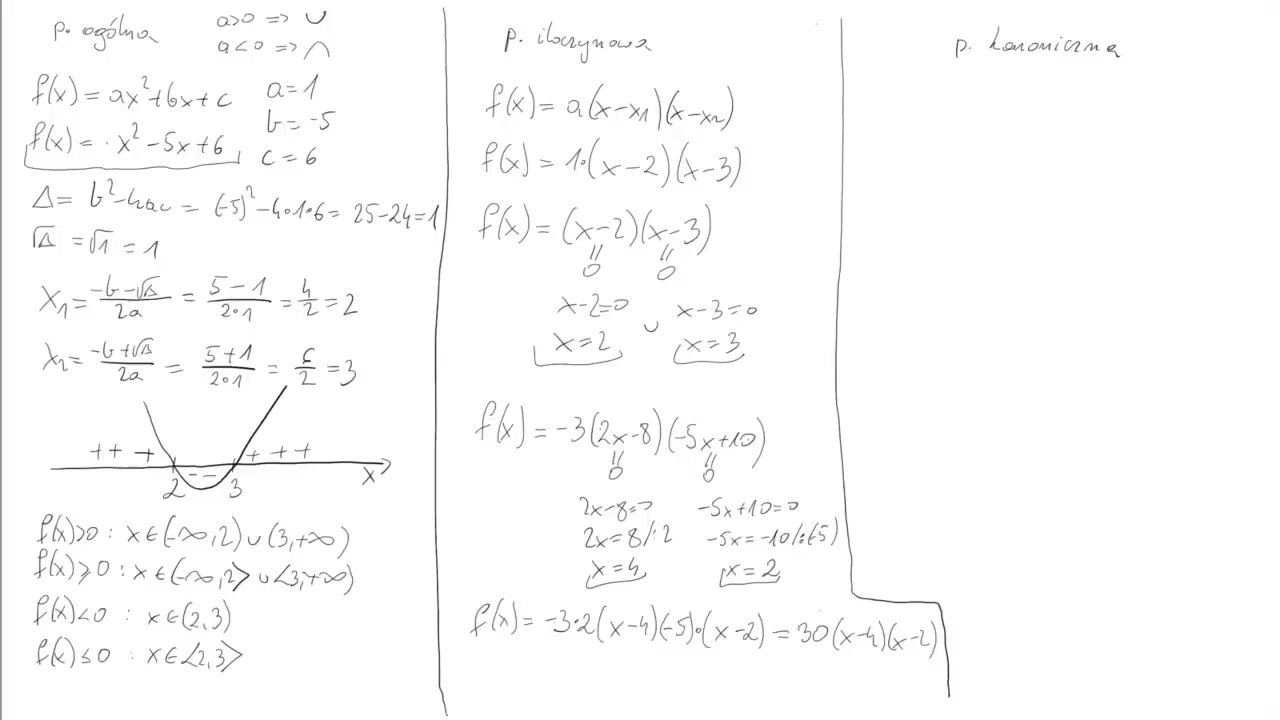 p. ogólna
a>0 => ∪
a<0 => ∩
f(x) = ax²+bx+c
a=1
f(x) = x² - 5x+6
b = -5
c = 6
Δ = b²-4ac = (-5)² - 4·1·6 = 25-24=1
√Δ = √1 = 1
x₁ = (-b-√Δ)/2a = (5-1)/(2·1) = 4/2 = 2
x₂ = (-b+√Δ)/2a = (5+1)/(2·1) = 6/2 = 3
++ + -- + + +
2 3 x
f(x)>0 : x∈(-∞,2)∪(3,+∞)
f(x)⩾0 : x∈(-∞,2>∪<3,+∞)
f(x)<0 : x∈(2,3)
f(x)≤0 : x∈<2,3>
p. iloczynowa
f(x) = a(x-x₁)(x-x₂)
f(x) = 1·(x-2)(x-3)
f(x) = (x-2)(x-3)
= =
0 0
x-2=0 ∪ x-3=0
x=2 x=3
f(x) = -3(2x-8)(-5x+10)
= =
0 0
2x-8=0 -5x+10=0
2x=8/:2 -5x=-10/:(-5)
x=4 x=2
f(x) = -3·2(x-4)(-5)·(x-2) = 30(x-4)(x-2)
p. kanoniczna